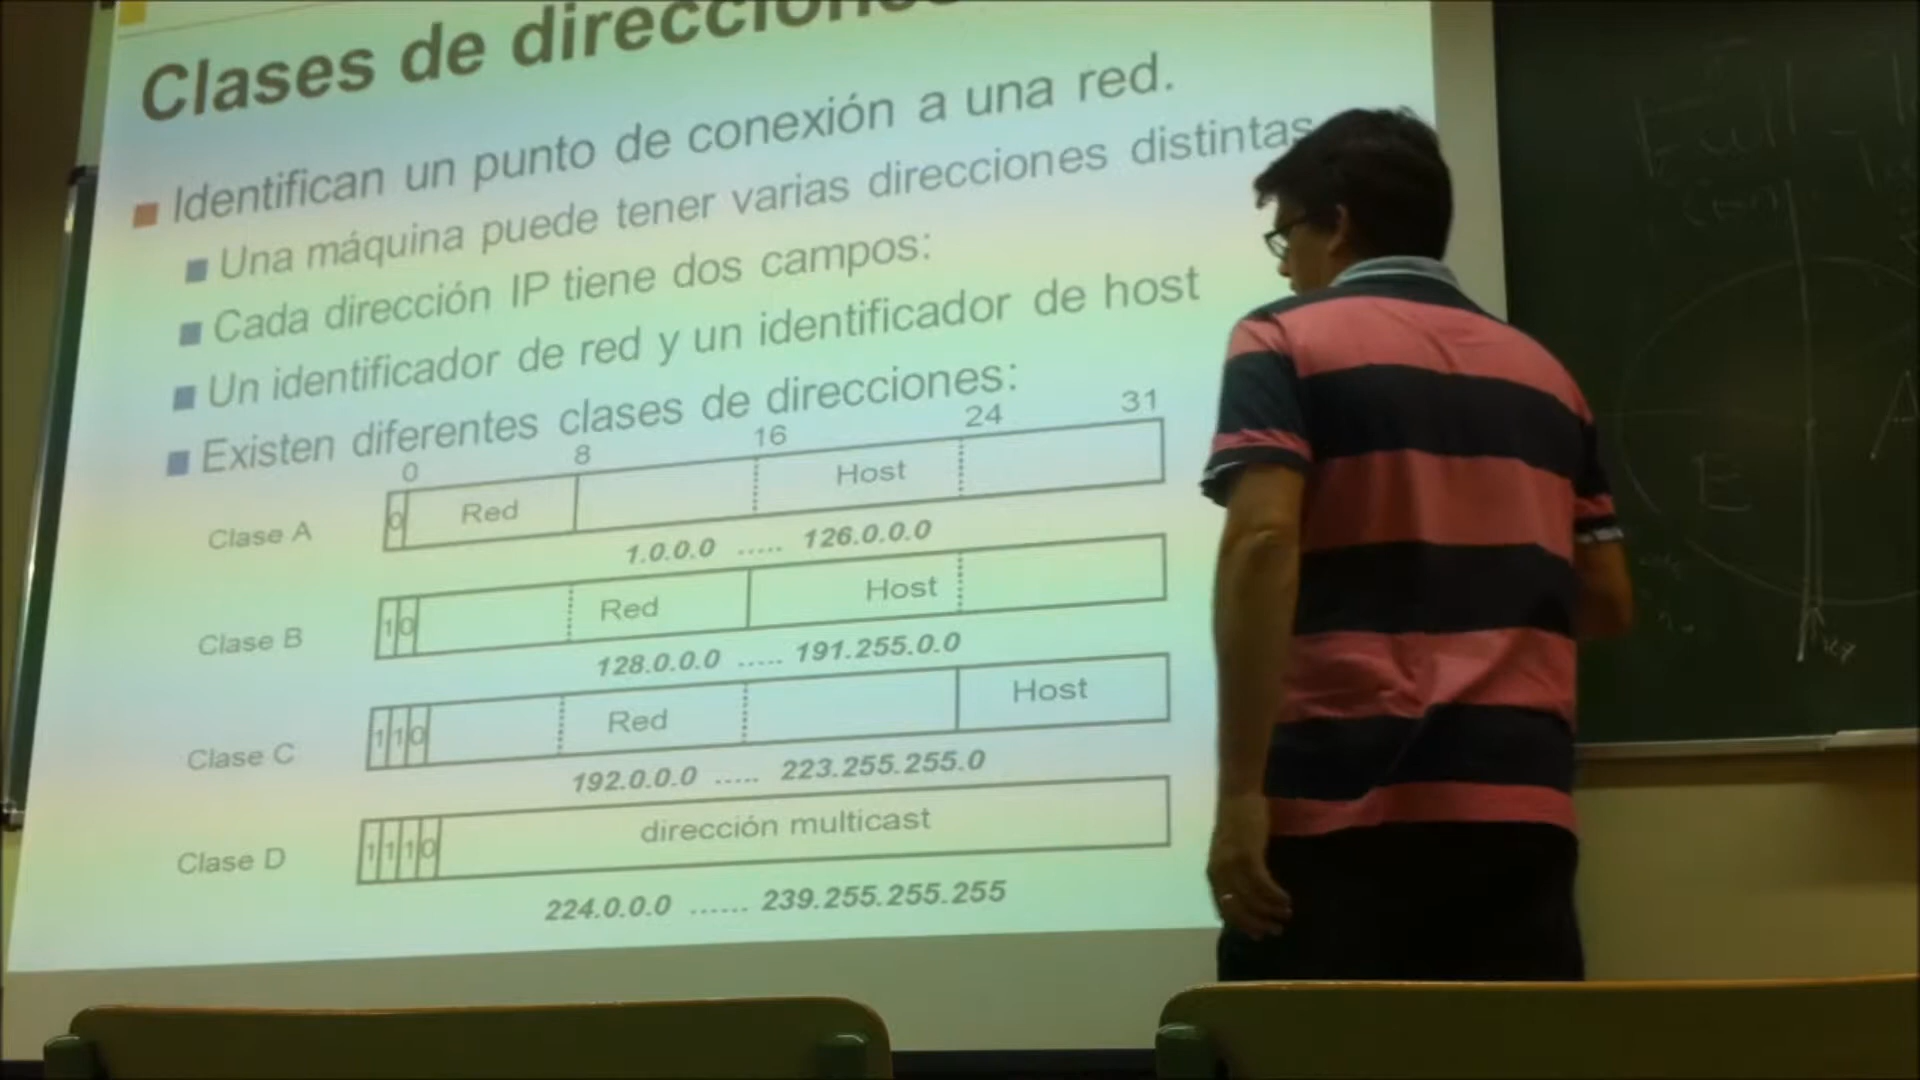 Clases de direccione
Identifican un punto de conexión a una red.
Una máquina puede tener varias direcciones distintas
Cada dirección IP tiene dos campos:
Un identificador de red y un identificador de host
Existen diferentes clases de direcciones:
0 8 16 24 31
Clase A 0 Red Host
1.0.0.0 ..... 126.0.0.0
Clase B 1 0 Red Host
128.0.0.0 ..... 191.255.0.0
Clase C 1 1 0 Red Host
192.0.0.0 ..... 223.255.255.0
Clase D 1 1 1 0 dirección multicast
224.0.0.0 ...... 239.255.255.255
E
A